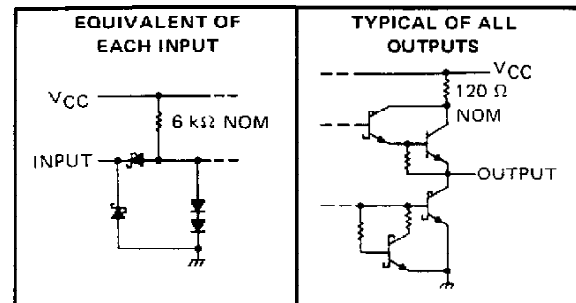 EQUIVALENT OF
EACH INPUT
VCC
6 kΩ NOM
INPUT
TYPICAL OF ALL
OUTPUTS
VCC
120 Ω
NOM
OUTPUT